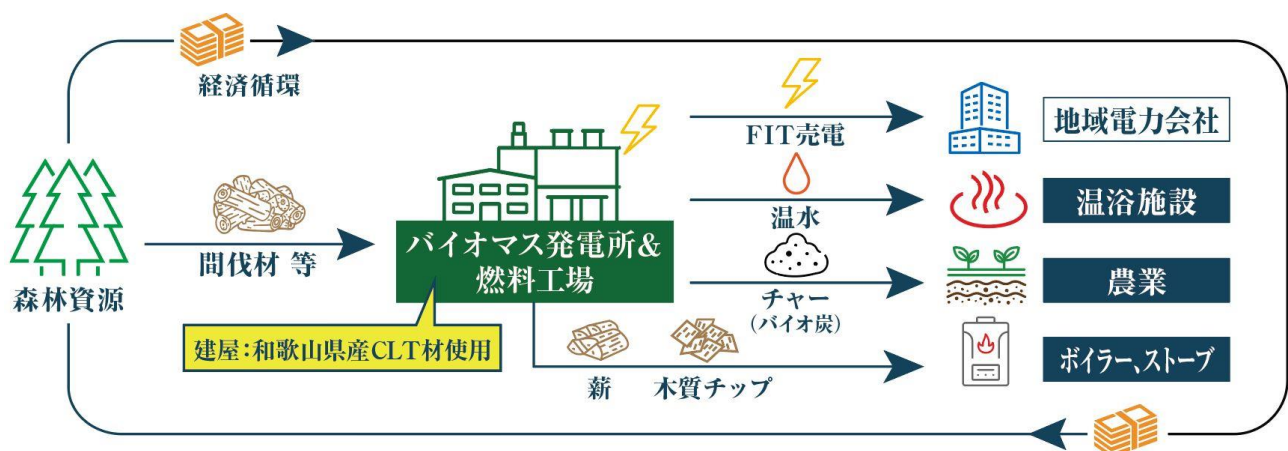 経済循環
森林資源
間伐材 等
バイオマス発電所&
燃料工場
建屋:和歌山県産CLT材使用
FIT売電
地域電力会社
温水
温浴施設
チャー
(バイオ炭)
農業
薪
木質チップ
ボイラー、ストーブ